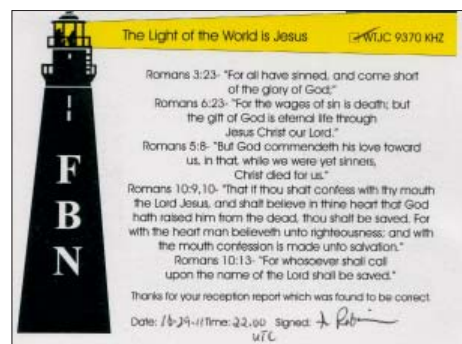 The Light of the World is Jesus
WTJC 9370 KHZ
Romans 3:23- "For all have sinned, and come short
of the glory of God;"
Romans 6:23- "For the wages of sin is death; but
the gift of God is eternal life through
Jesus Christ our Lord."
Romans 5:8- "But God commendeth his love toward
us, in that, while we were yet sinners,
Christ died for us."
Romans 10:9,10- "That if thou shalt confess with thy mouth
the Lord Jesus, and shalt believe in thine heart that God
hath raised him from the dead, thou shalt be saved. For
with the heart man believeth unto righteousness; and with
the mouth confession is made unto salvation."
Romans 10:13- "For whosoever shall call
upon the name of the Lord shall be saved."
Thanks for your reception report which was found to be correct.
Date: 10-29-11 Time: 22:00 Signed:
UTC
F
B
N